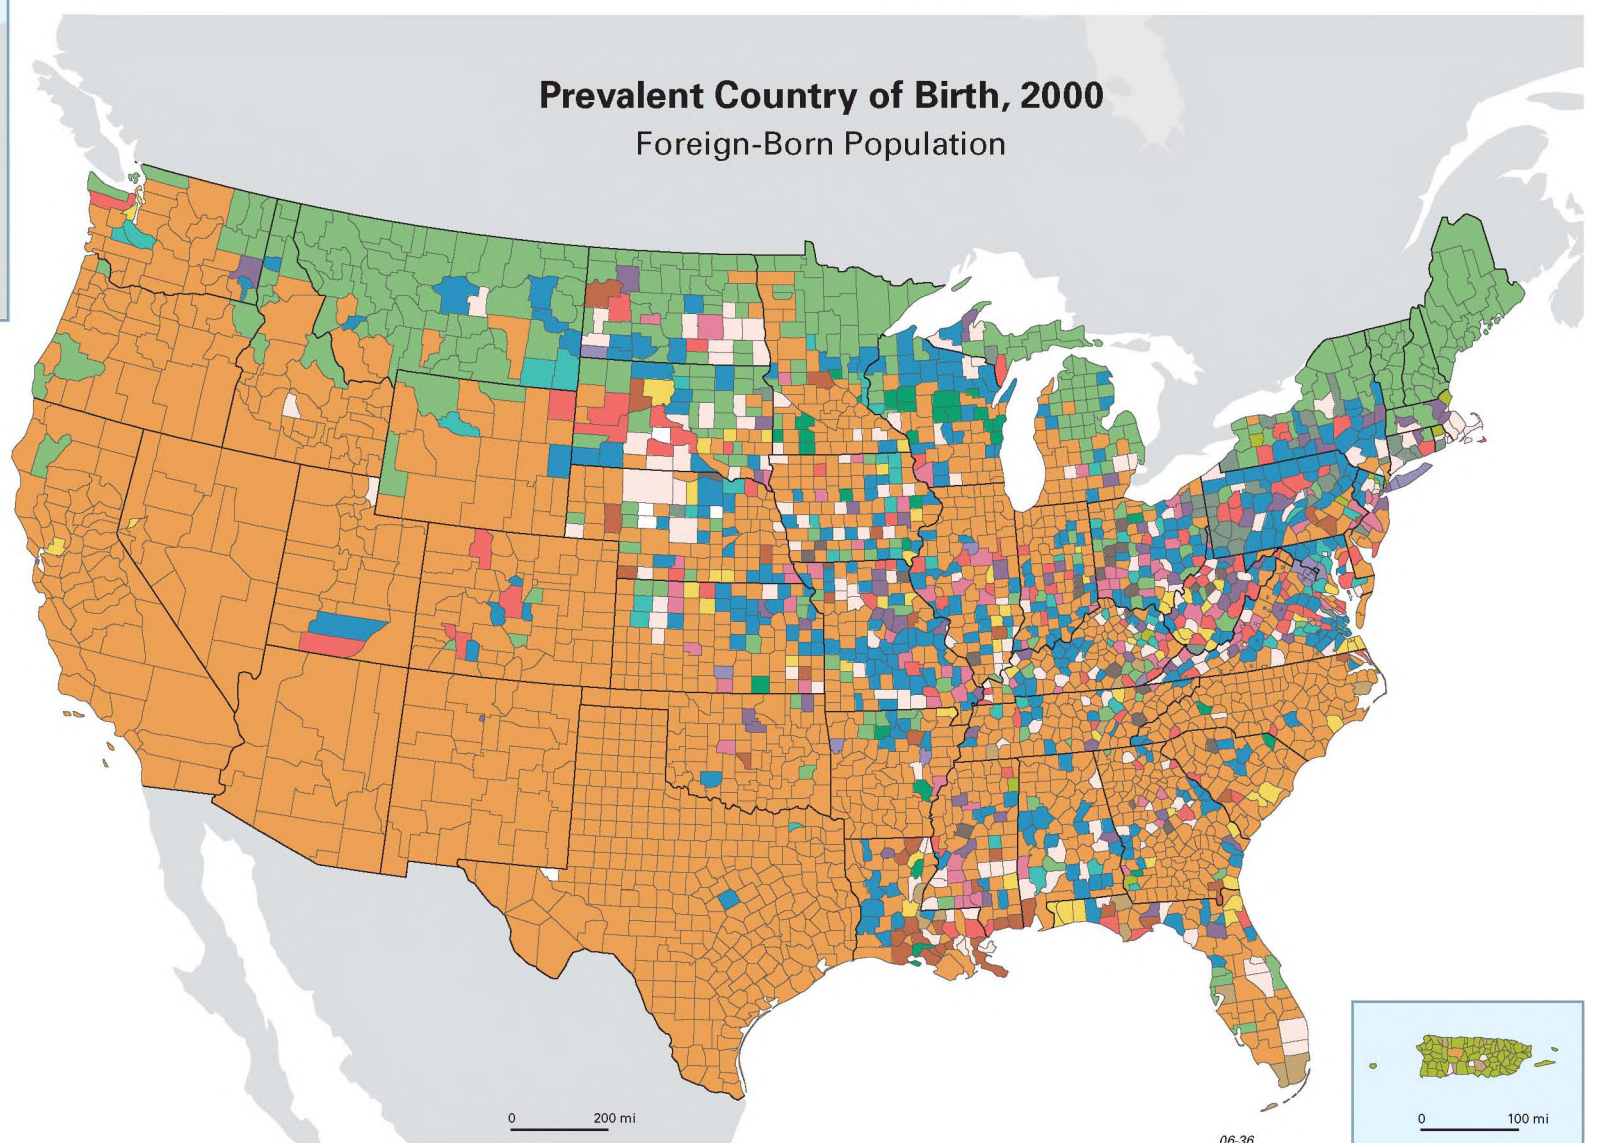 Prevalent Country of Birth, 2000
Foreign-Born Population
0 200 mi
06-36
0 100 mi